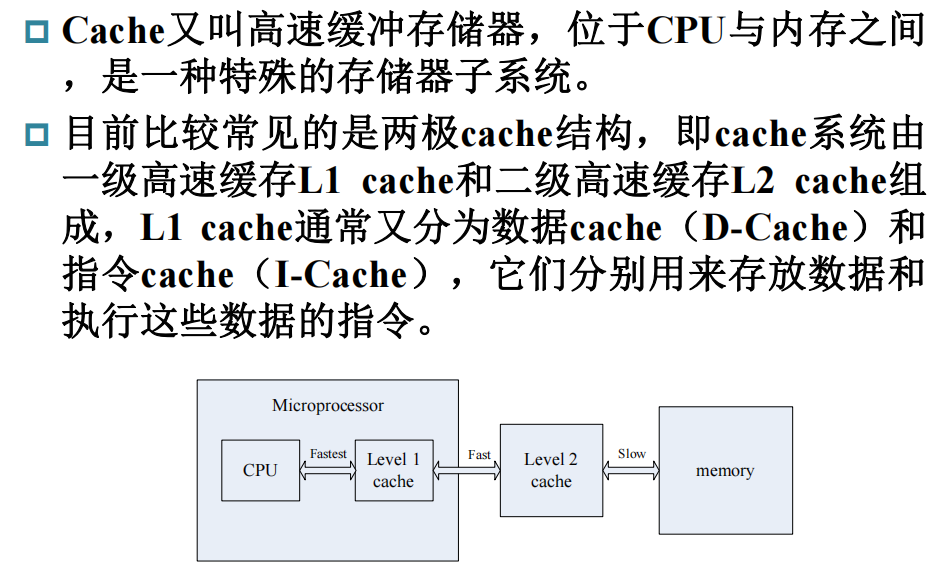 Cache又叫高速缓冲存储器，位于CPU与内存之间
，是一种特殊的存储器子系统。
目前比较常见的是两极cache结构，即cache系统由
一级高速缓存L1 cache和二级高速缓存L2 cache组
成，L1 cache通常又分为数据cache（D-Cache）和
指令cache（I-Cache），它们分别用来存放数据和
执行这些数据的指令。
Microprocessor
CPU
Fastest
Level 1
cache
Fast
Level 2
cache
Slow
memory